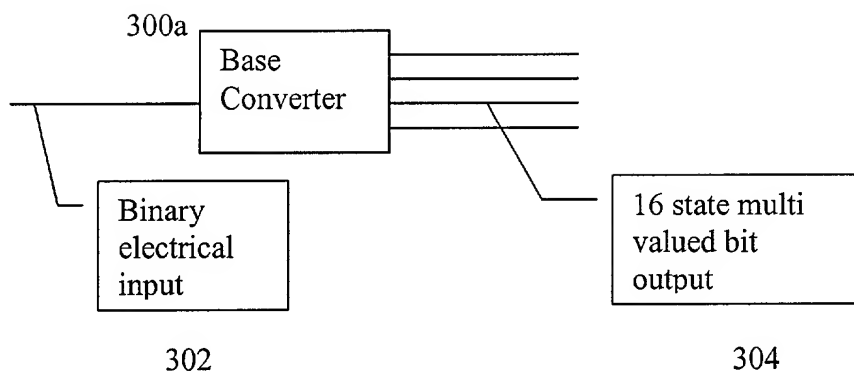 300a
Base
Converter
Binary
electrical
input
16 state multi
valued bit
output
302
304